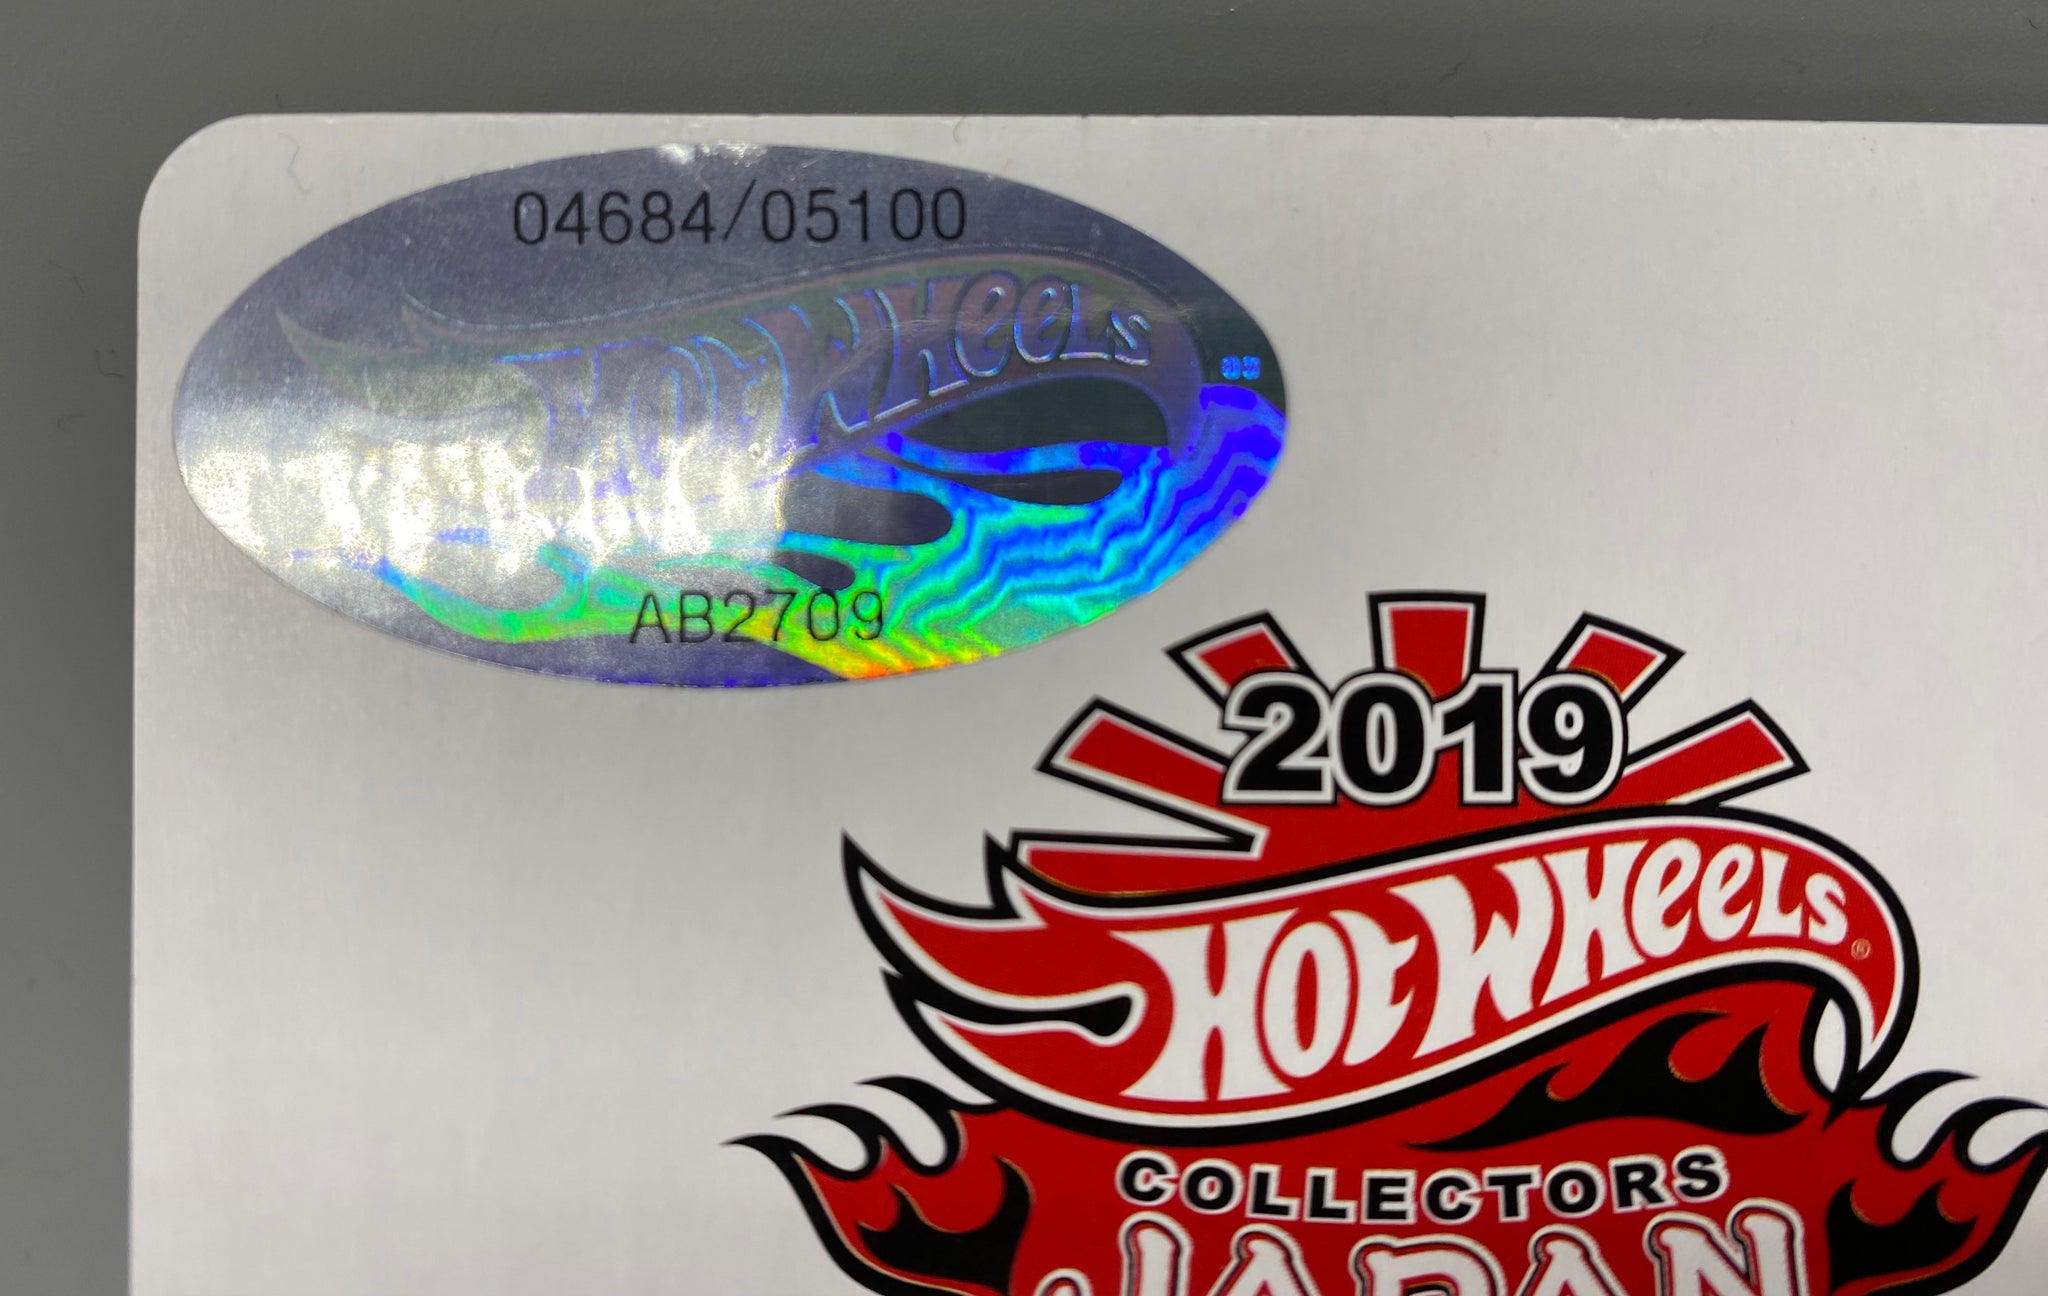 04684/05100
HOT WHEELS
AB2709
2019
HOT WHEELS®
COLLECTORS
JAPAN